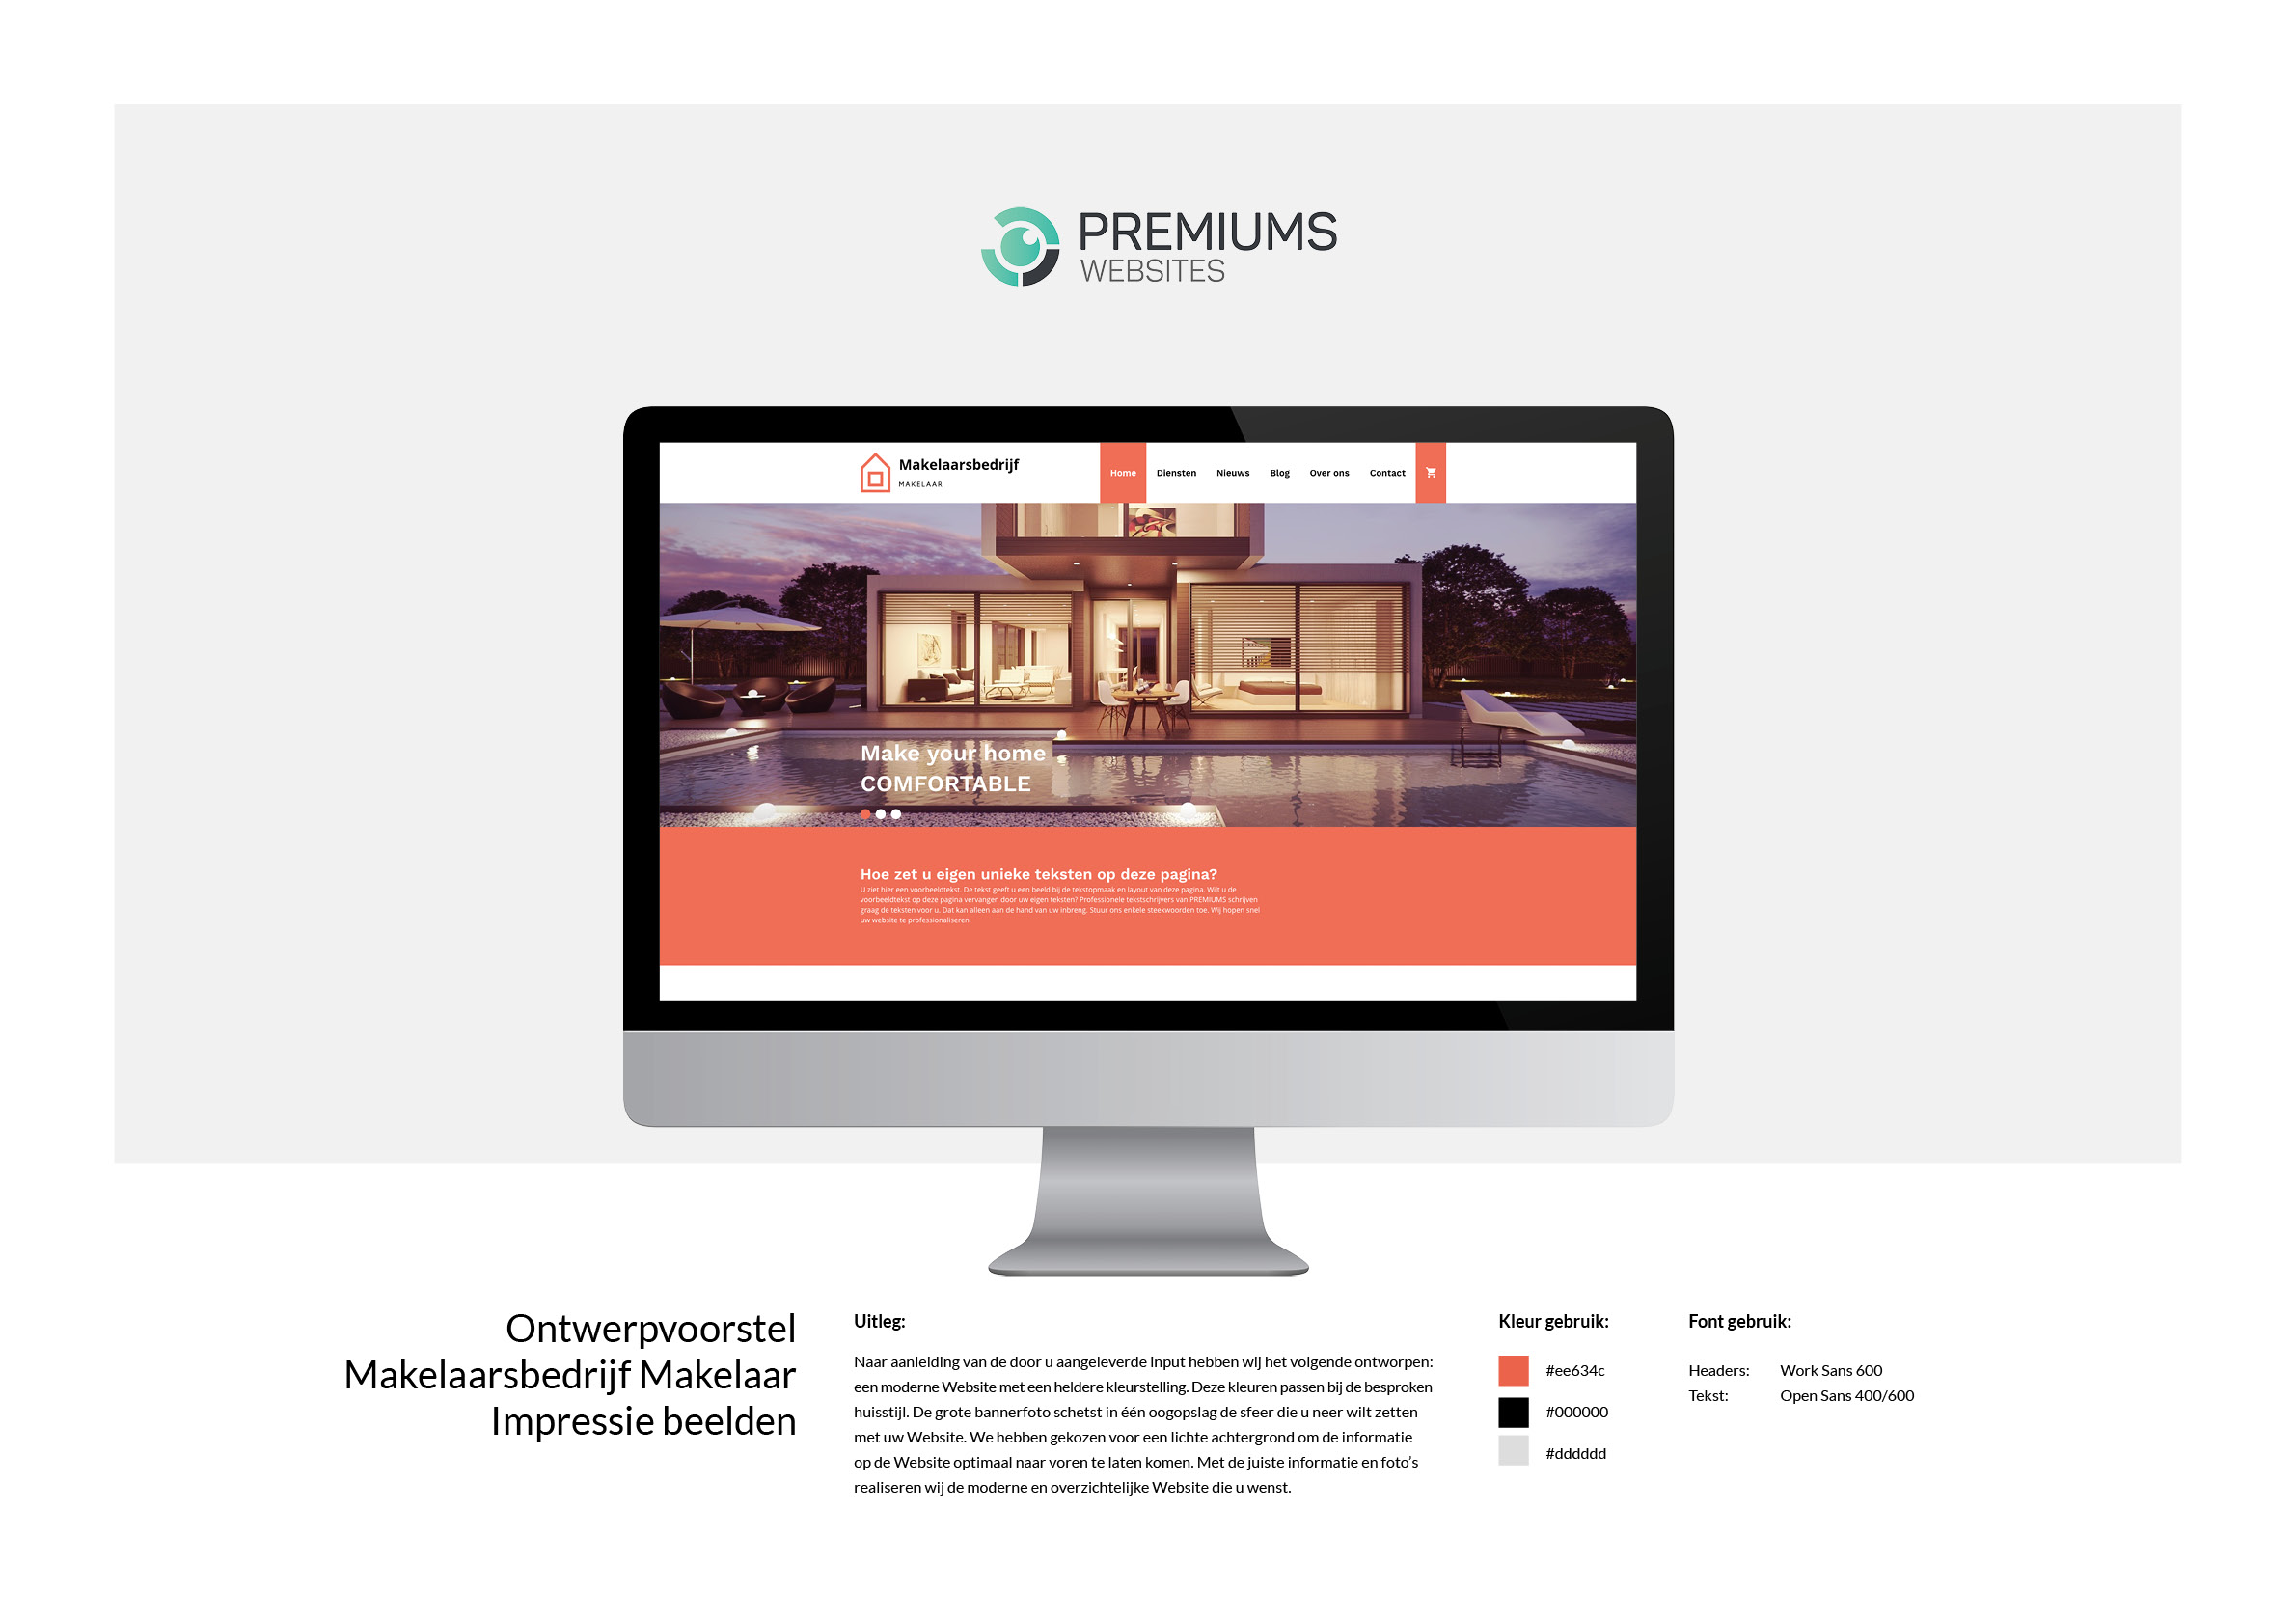 PREMIUMS
WEBSITES
Makelaarsbedrijf
MAKELAAR
Home Diensten Nieuws Blog Over ons Contact
Make your home
COMFORTABLE
Hoe zet u eigen unieke teksten op deze pagina?
U ziet hier een voorbeeldtekst. De tekst geeft u een beeld bij de tekstopmaak en layout van deze pagina. Wilt u de
voorbeeldtekst op deze pagina vervangen door uw eigen teksten? Professionele tekstschrijvers van PREMIUMS schrijven
graag de teksten voor u. Dat kan alleen aan de hand van uw inbreng. Stuur ons enkele steekwoorden toe. Wij hopen snel
uw website te professionaliseren.
Ontwerpvoorstel
Makelaarsbedrijf Makelaar
Impressie beelden
Uitleg:
Naar aanleiding van de door u aangeleverde input hebben wij het volgende ontworpen:
een moderne Website met een heldere kleurstelling. Deze kleuren passen bij de besproken
huisstijl. De grote bannerfoto schetst in één oogopslag de sfeer die u neer wilt zetten
met uw Website. We hebben gekozen voor een lichte achtergrond om de informatie
op de Website optimaal naar voren te laten komen. Met de juiste informatie en foto's
realiseren wij de moderne en overzichtelijke Website die u wenst.
Kleur gebruik:
#ee634c
#000000
#dddddd
Font gebruik:
Headers: Work Sans 600
Tekst: Open Sans 400/600